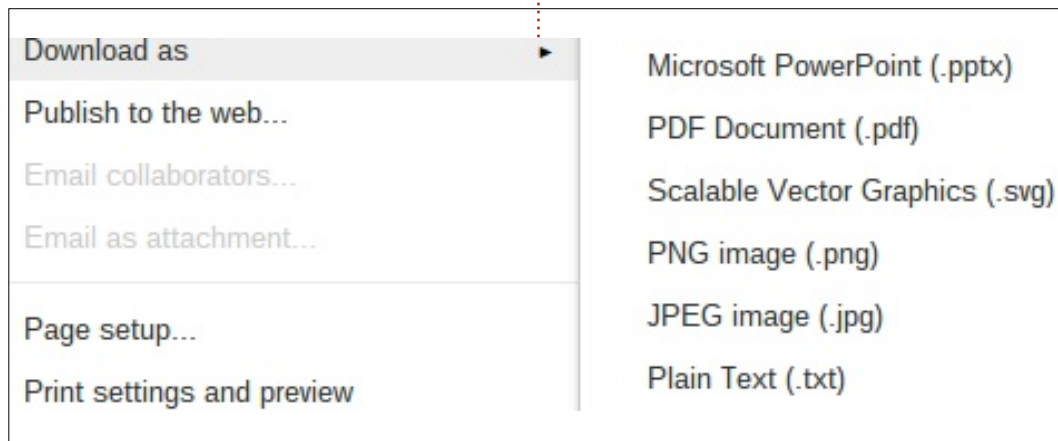 Download as
Publish to the web...
Email collaborators...
Email as attachment...
Page setup...
Print settings and preview
Microsoft PowerPoint (.pptx)
PDF Document (.pdf)
Scalable Vector Graphics (.svg)
PNG image (.png)
JPEG image (.jpg)
Plain Text (.txt)